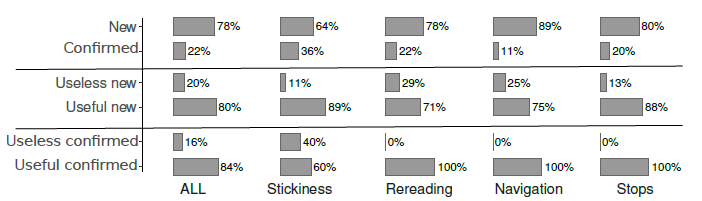 New 78% 64% 78% 89% 80%
Confirmed 22% 36% 22% 11% 20%
Useless new 20% 11% 29% 25% 13%
Useful new 80% 89% 71% 75% 88%
Useless confirmed 16% 40% 0% 0% 0%
Useful confirmed 84% 60% 100% 100% 100%
ALL Stickiness Rereading Navigation Stops